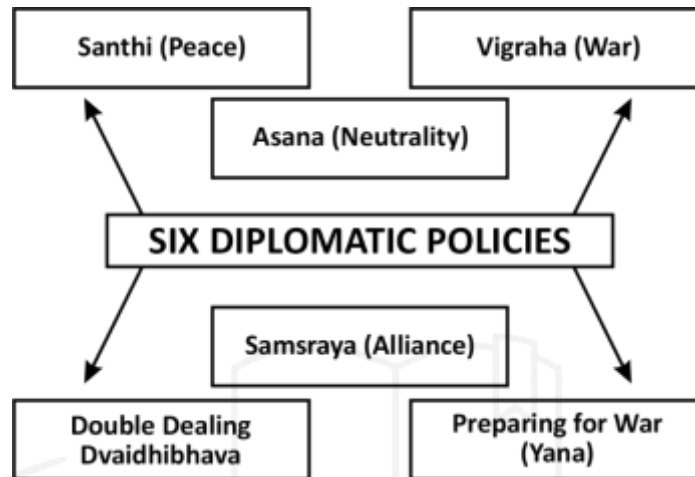 Santhi (Peace)
Vigraha (War)
Asana (Neutrality)
SIX DIPLOMATIC POLICIES
Samsraya (Alliance)
Double Dealing
Dvaidhibhava
Preparing for War
(Yana)